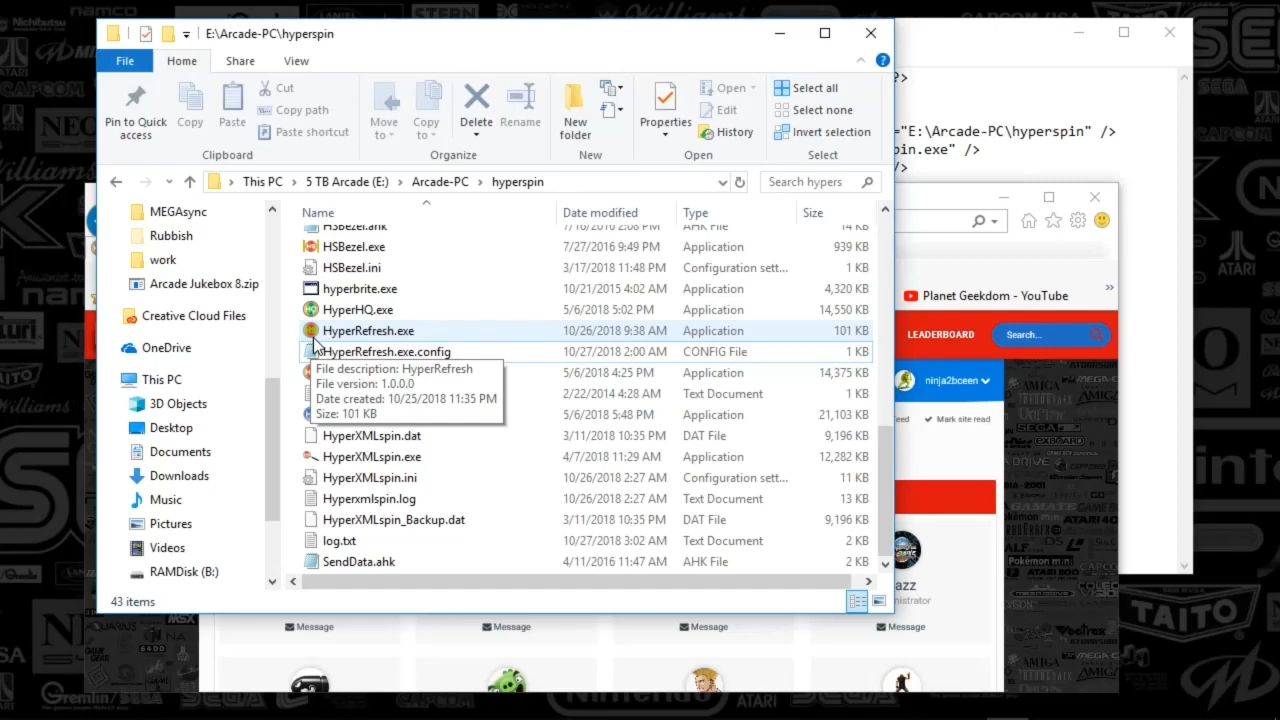 E:\Arcade-PC\hyperspin
File
Home
Share
View
Pin to Quick access
Copy
Paste
Cut
Copy path
Paste shortcut
Move to
Copy to
Delete
Rename
New folder
Properties
Open
Edit
History
Select all
Select none
Invert selection
Clipboard
Organize
New
Open
Select
This PC
5 TB Arcade (E:)
Arcade-PC
hyperspin
Search hypers
MEGAsync
Rubbish
work
Arcade Jukebox 8.zip
Creative Cloud Files
OneDrive
This PC
3D Objects
Desktop
Documents
Downloads
Music
Pictures
Videos
RAMDisk (B:)
Name Date modified Type Size
HSBezel.ahk 7/16/2016 2:08 PM AHK File 14 KB
HSBezel.exe 7/27/2016 9:49 PM Application 939 KB
HSBezel.ini 3/17/2018 11:48 PM Configuration sett... 1 KB
hyperbrite.exe 10/21/2015 4:02 AM Application 4,320 KB
HyperHQ.exe 5/6/2018 5:02 PM Application 14,550 KB
HyperRefresh.exe 10/26/2018 9:38 AM Application 101 KB
HyperRefresh.exe.config 10/27/2018 2:00 AM CONFIG File 1 KB
5/6/2018 4:25 PM Application 14,375 KB
2/22/2014 4:28 AM Text Document 1 KB
5/6/2018 5:48 PM Application 21,103 KB
HyperXMLspin.dat 3/11/2018 10:35 PM DAT File 9,196 KB
HyperXMLspin.exe 4/7/2018 11:29 AM Application 12,282 KB
HyperXMLspin.ini 10/26/2018 2:27 AM Configuration sett... 11 KB
Hyperxmlspin.log 10/26/2018 2:27 AM Text Document 13 KB
HyperXMLspin_Backup.dat 3/11/2018 10:35 PM DAT File 9,196 KB
log.txt 10/27/2018 3:02 AM Text Document 2 KB
SendData.ahk 4/11/2016 11:47 AM AHK File 2 KB
File description: HyperRefresh
File version: 1.0.0.0
Date created: 10/25/2018 11:35 PM
Size: 101 KB
43 items
?>
="E:\Arcade-PC\hyperspin" />
pin.exe" />
/>
Planet Geekdom - YouTube
»
LEADERBOARD
Search...
ninja2bceen
eed
Mark site read
azz
nistrator
Message
Message
Message
Message